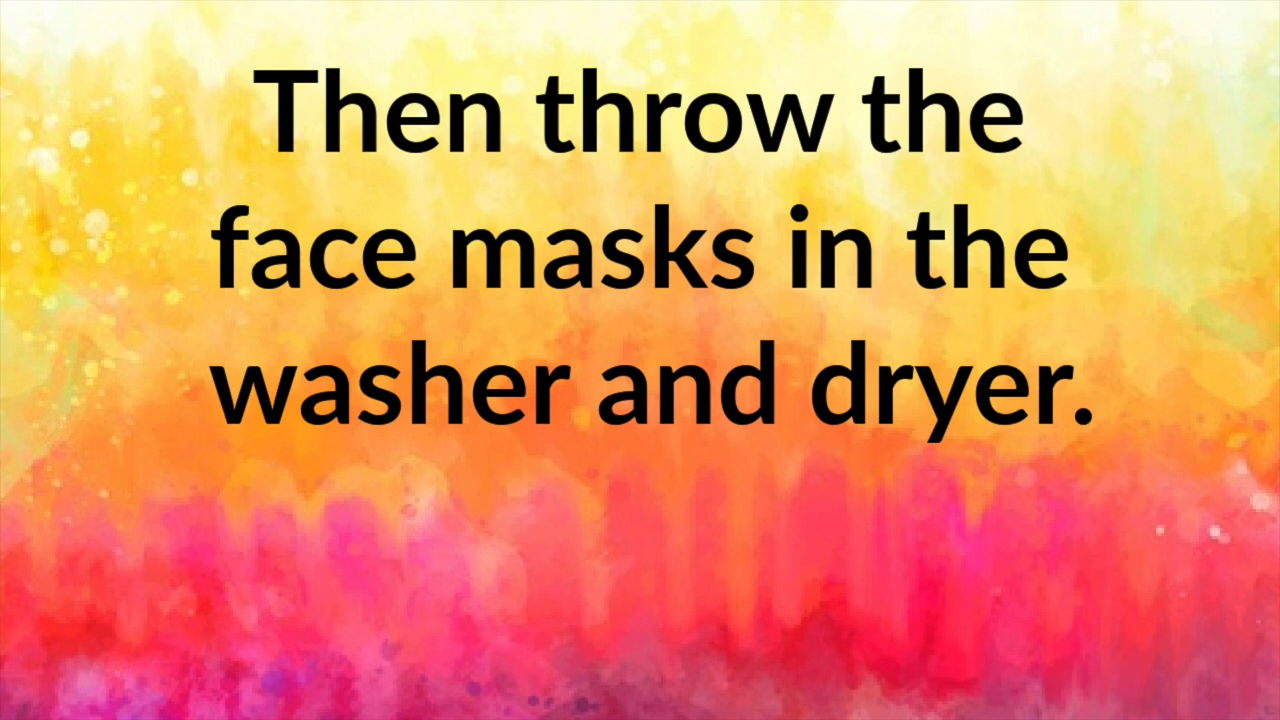 Then throw the
face masks in the
washer and dryer.